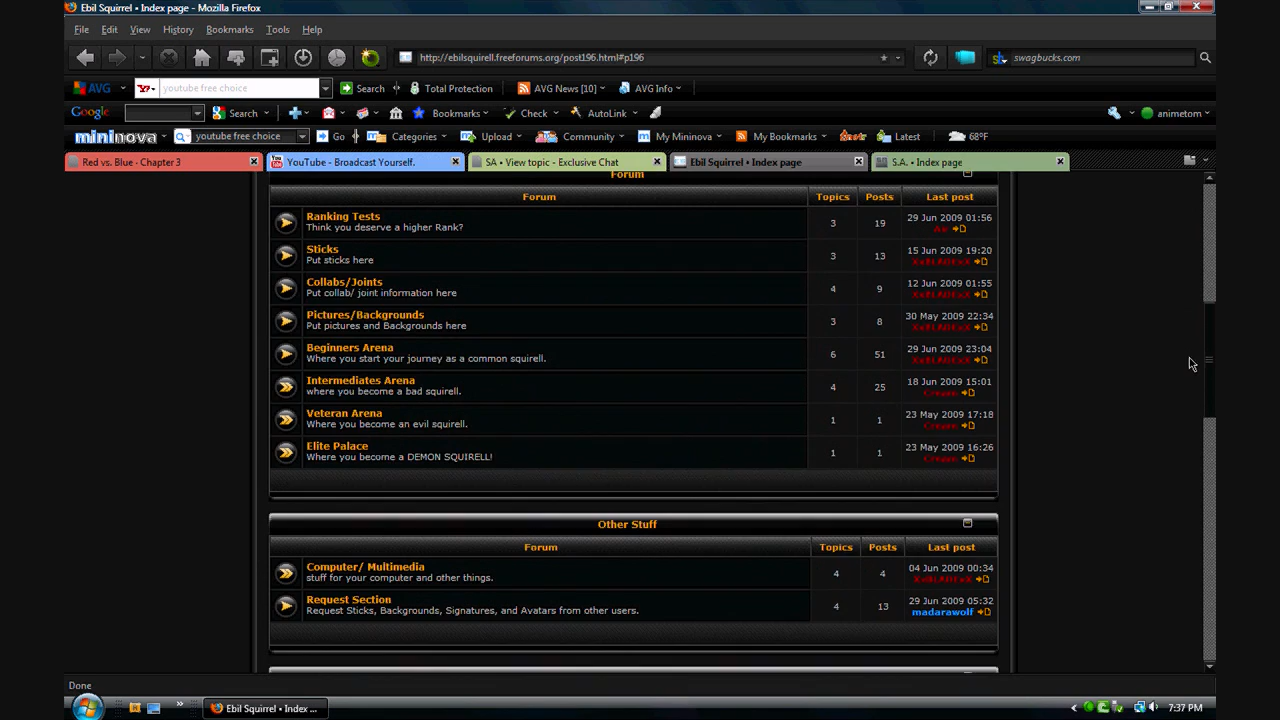 Ebil Squirrel • Index page - Mozilla Firefox
File Edit View History Bookmarks Tools Help
http://ebilsquirell.freeforums.org/post196.html#p196 swagbucks.com
AVG youtube free choice Search Total Protection AVG News [10] AVG Info
Google Search Bookmarks Check AutoLink animetom
mininova youtube free choice Go Categories Upload Community My Mininova My Bookmarks Latest 68°F
Red vs. Blue - Chapter 3 YouTube - Broadcast Yourself. SA • View topic - Exclusive Chat Ebil Squirrel • Index page S.A. • Index page
Forum
Forum Topics Posts Last post
Ranking Tests 3 19 29 Jun 2009 01:56
Think you deserve a higher Rank?
Sticks 3 13 15 Jun 2009 19:20
Put sticks here
Collabs/Joints 4 9 12 Jun 2009 01:55
Put collab/ joint information here
Pictures/Backgrounds 3 8 30 May 2009 22:34
Put pictures and Backgrounds here
Beginners Arena 6 51 29 Jun 2009 23:04
Where you start your journey as a common squirell.
Intermediates Arena 4 25 18 Jun 2009 15:01
where you become a bad squirell.
Veteran Arena 1 1 23 May 2009 17:18
Where you become an evil squirell.
Elite Palace 1 1 23 May 2009 16:26
Where you become a DEMON SQUIRELL!
Other Stuff
Forum Topics Posts Last post
Computer/ Multimedia 4 4 04 Jun 2009 00:34
stuff for your computer and other things.
Request Section 4 13 29 Jun 2009 05:32
Request Sticks, Backgrounds, Signatures, and Avatars from other users. madarawolf
Done
Ebil Squirrel • Index ... 7:37 PM